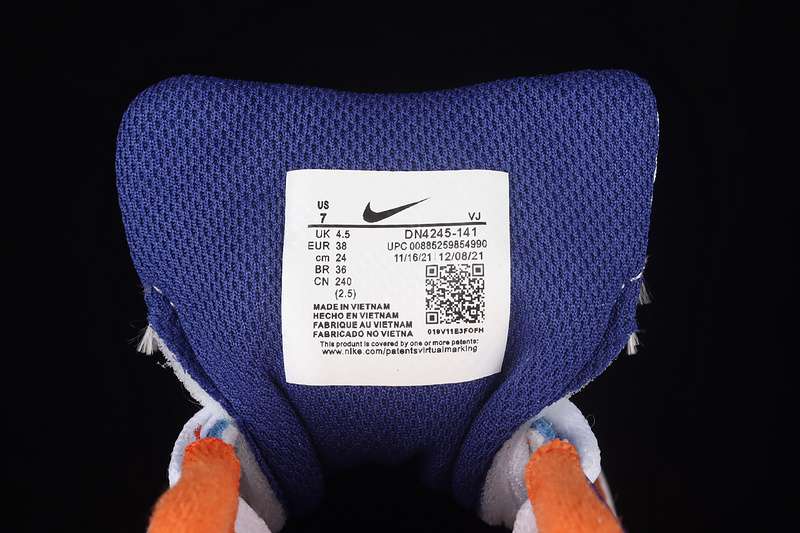 US
7 VJ
UK 4.5 DN4245-141
EUR 38 UPC 00885259854990
cm 24 11/16/21 12/08/21
BR 36
CN 240
(2.5)
MADE IN VIETNAM
HECHO EN VIETNAM
FABRIQUE AU VIETNAM
FABRICADO NO VIETNA
019V11E3FOFH
This product is covered by one or more patents:
www.nike.com/patentsvirtualmarking